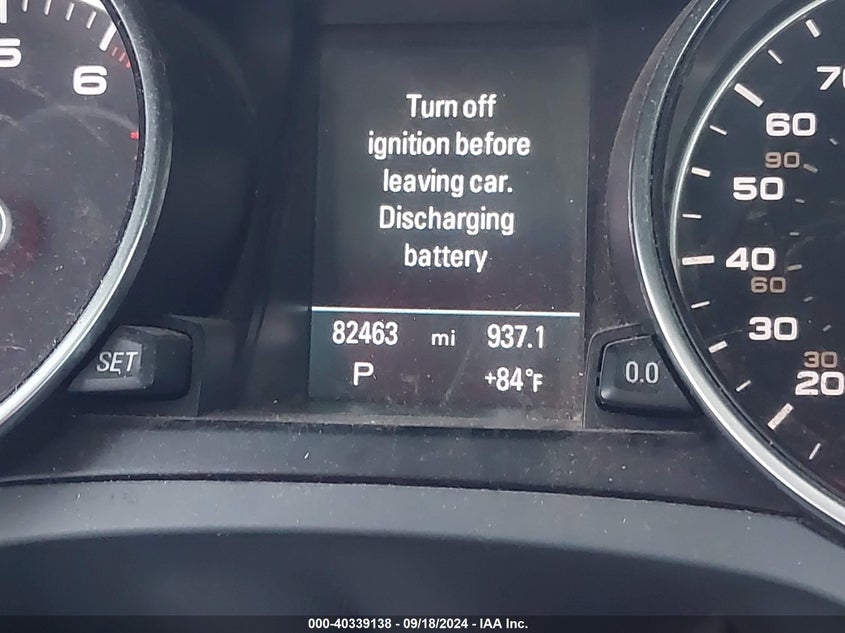 5
6
Turn off
ignition before
leaving car.
Discharging
battery
82463 mi 937.1
P +84°F
SET
0.0
70
60
90
50
40
60
30
30
20
000-40339138 - 09/18/2024 - IAA Inc.